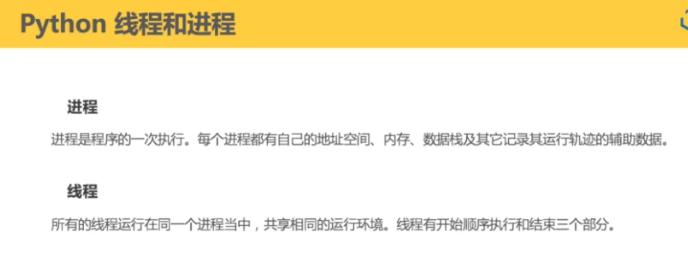 Python 线程和进程
进程
进程是程序的一次执行。每个进程都有自己的地址空间、内存、数据栈及其它记录其运行轨迹的辅助数据。
线程
所有的线程运行在同一个进程当中，共享相同的运行环境。线程有开始顺序执行和结束三个部分。